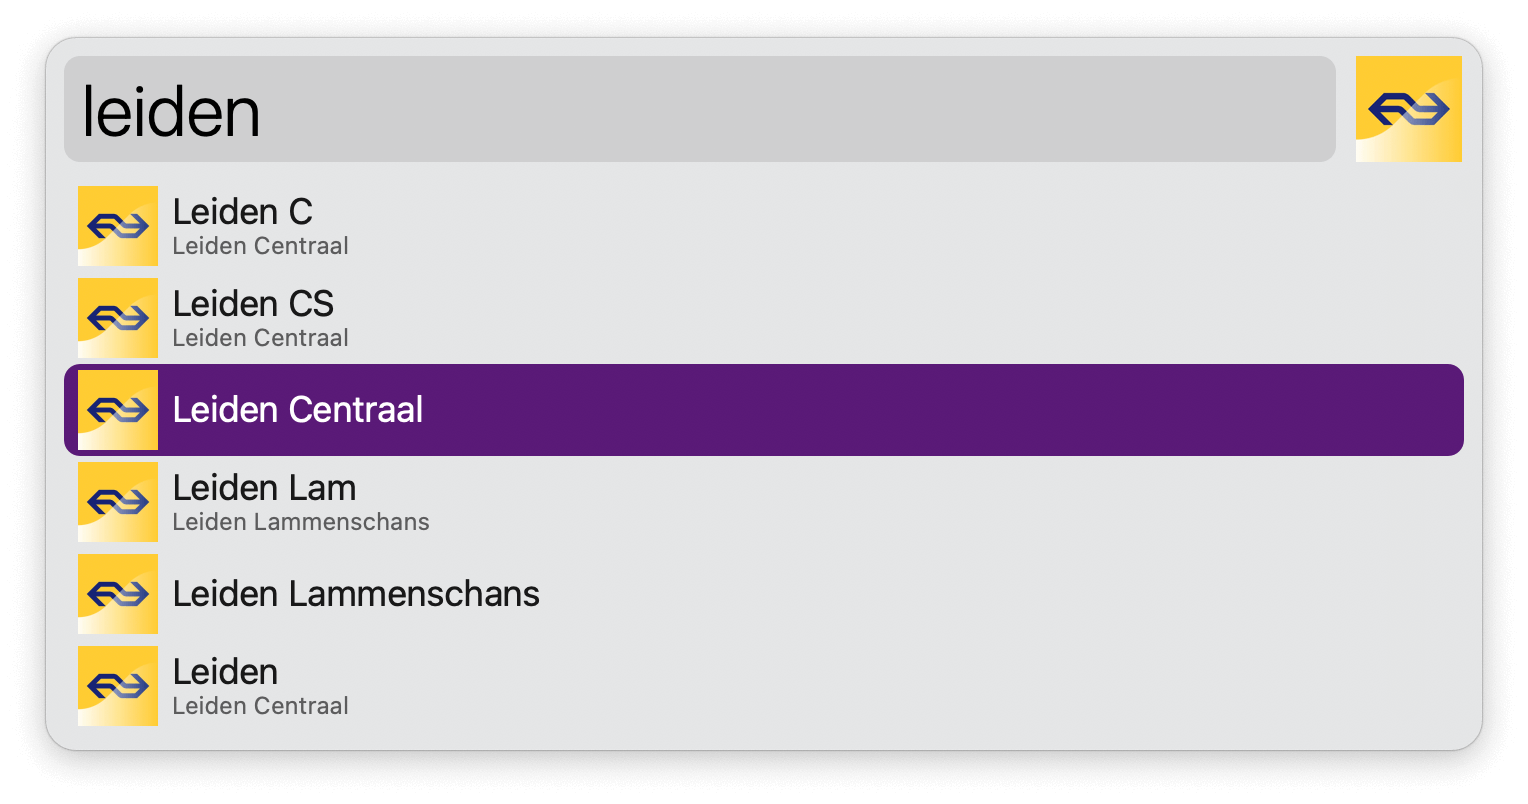 leiden
Leiden C
Leiden Centraal
Leiden CS
Leiden Centraal
Leiden Centraal
Leiden Lam
Leiden Lammenschans
Leiden Lammenschans
Leiden
Leiden Centraal